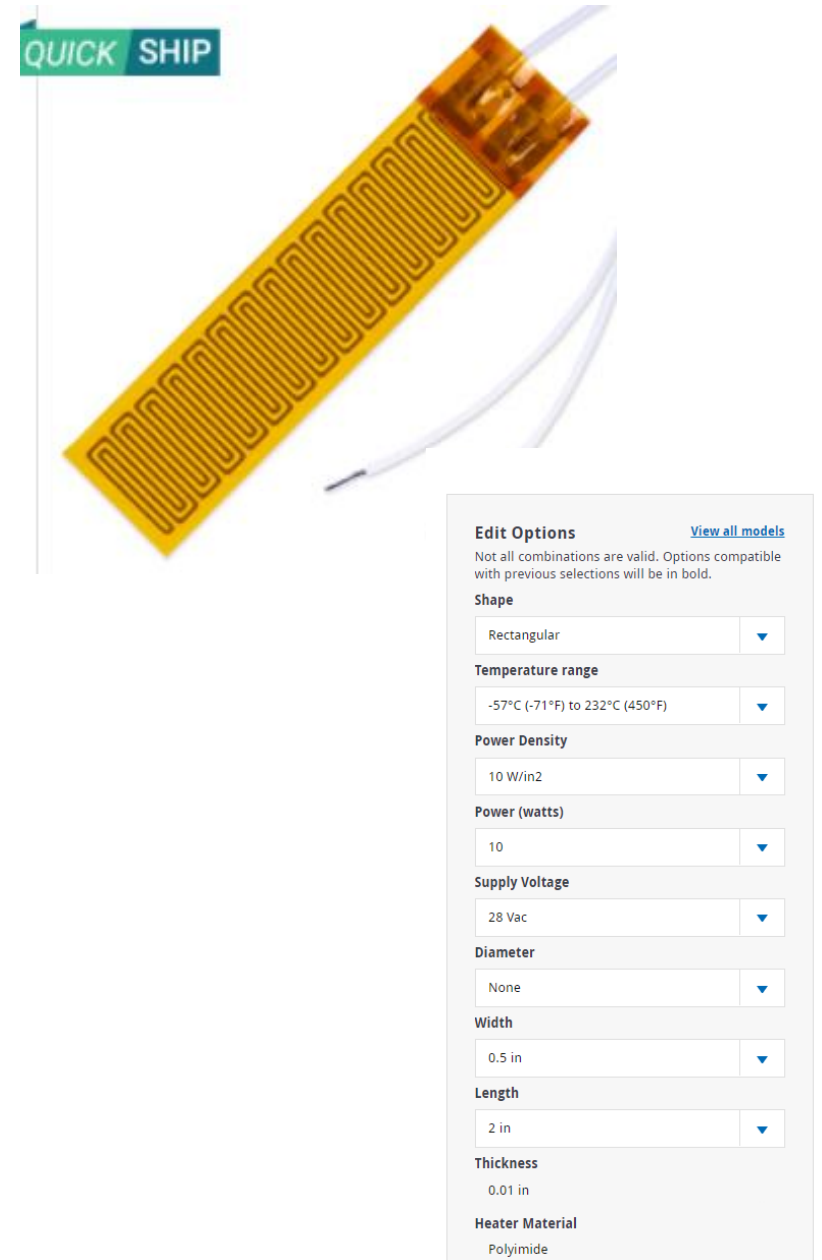 QUICK SHIP
Edit Options
View all models
Not all combinations are valid. Options compatible
with previous selections will be in bold.
Shape
Rectangular
Temperature range
-57°C (-71°F) to 232°C (450°F)
Power Density
10 W/in2
Power (watts)
10
Supply Voltage
28 Vac
Diameter
None
Width
0.5 in
Length
2 in
Thickness
0.01 in
Heater Material
Polyimide